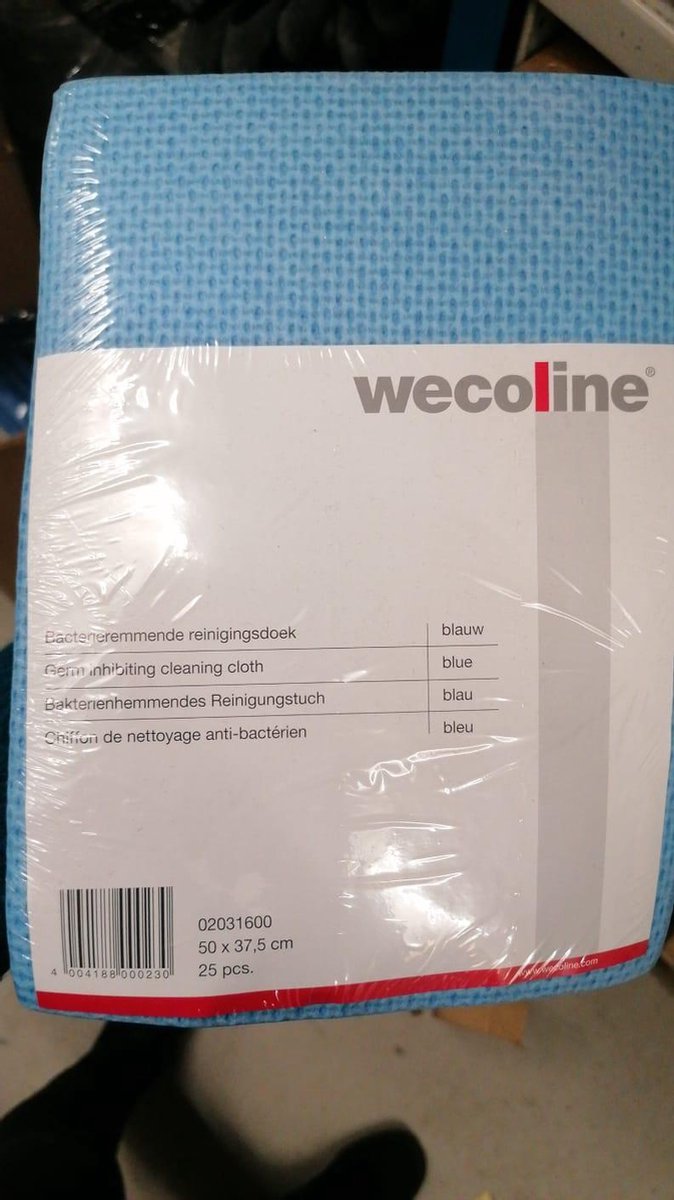 wecoline®
Bacterieremmende reinigingsdoek blauw
Germ inhibiting cleaning cloth blue
Bakterienhemmendes Reinigungstuch blau
Chiffon de nettoyage anti-bactérien bleu
02031600
50 x 37,5 cm
25 pcs.
4 004188 000230
www.wecoline.com